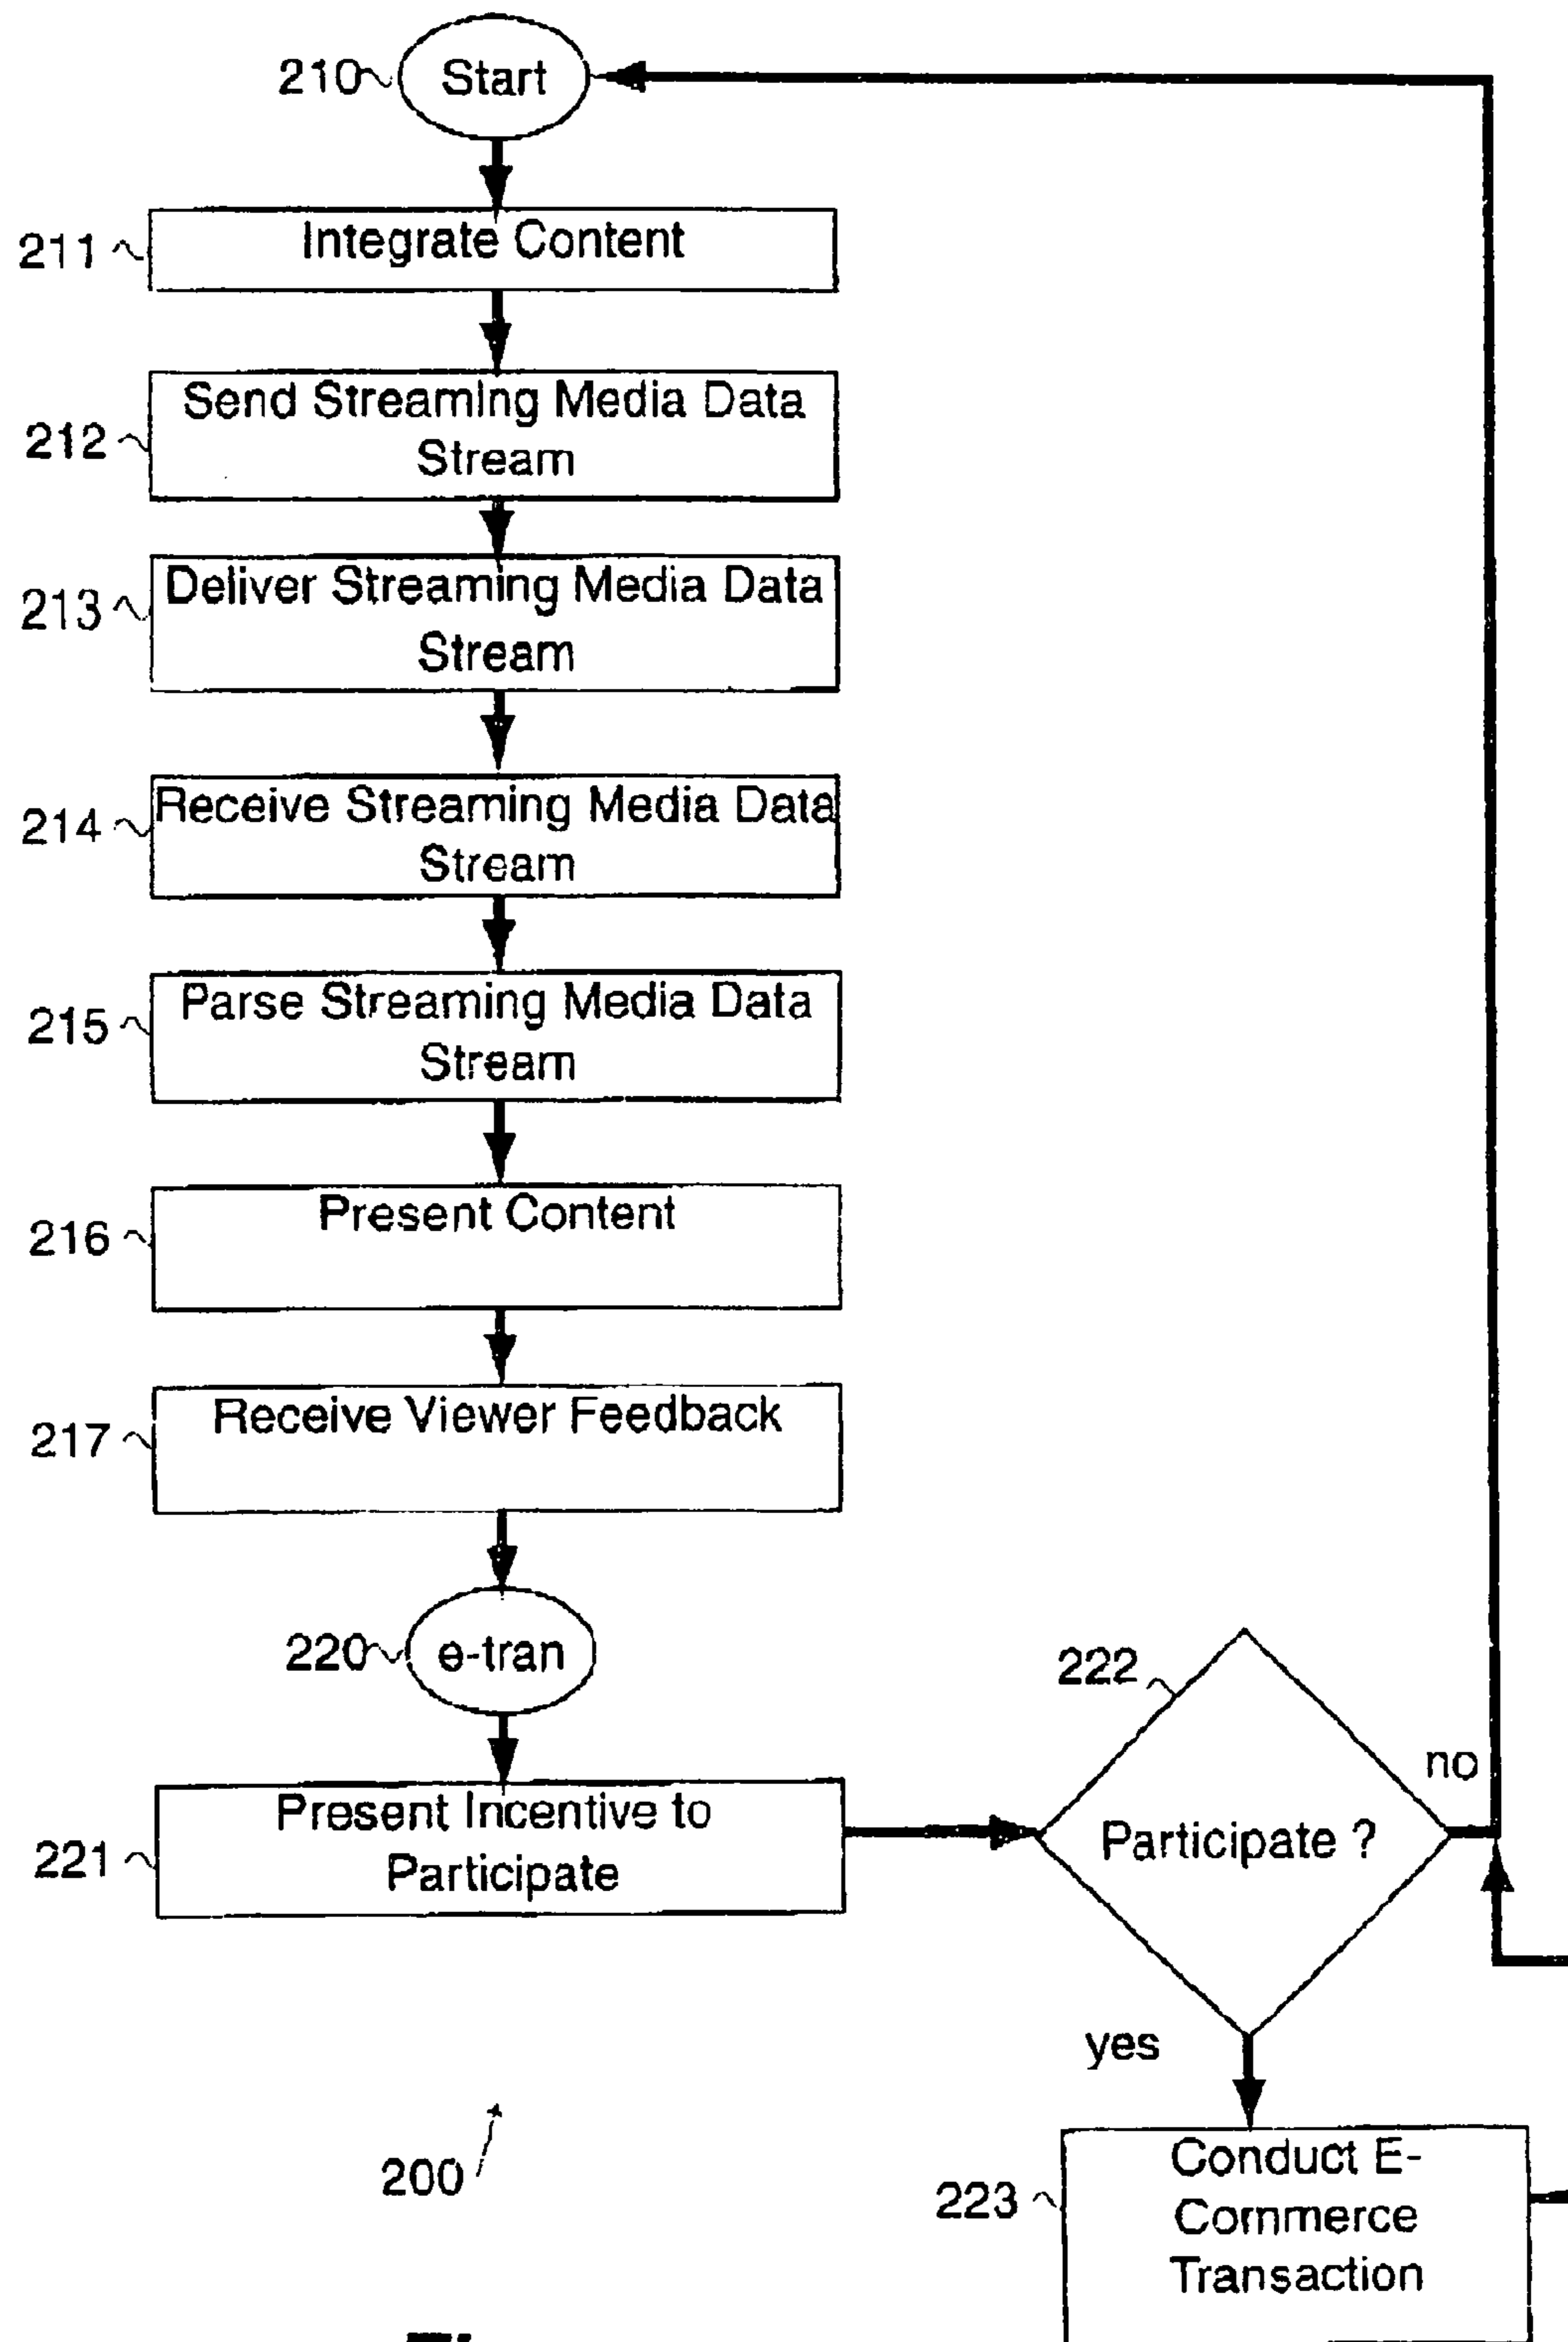 210 Start
211 Integrate Content
212 Send Streaming Media Data
Stream
213 Deliver Streaming Media Data
Stream
214 Receive Streaming Media Data
Stream
215 Parse Streaming Media Data
Stream
216 Present Content
217 Receive Viewer Feedback
220 e-tran
221 Present Incentive to
Participate
222
Participate ?
no
yes
223 Conduct E-
Commerce
Transaction
200